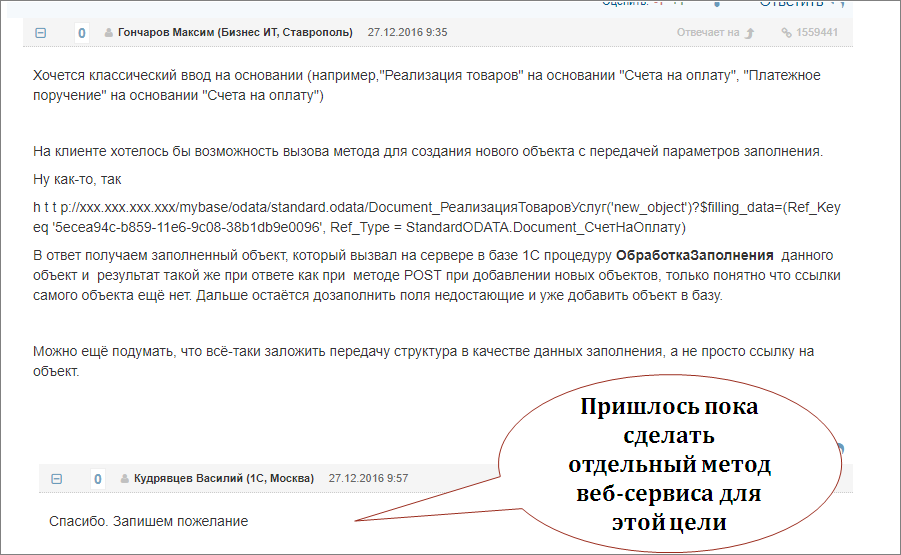 Оценить:
Ответить
0 Гончаров Максим (Бизнес ИТ, Ставрополь) 27.12.2016 9:35 Отвечает на 1559441
Хочется классический ввод на основании (например,"Реализация товаров" на основании "Счета на оплату", "Платежное
поручение" на основании "Счета на оплату")
На клиенте хотелось бы возможность вызова метода для создания нового объекта с передачей параметров заполнения.
Ну как-то, так
h t t p://xxx.xxx.xxx.xxx/mybase/odata/standard.odata/Document_РеализацияТоваровУслуг('new_object')?$filling_data=(Ref_Key
eq '5ecea94c-b859-11e6-9c08-38b1db9e0096', Ref_Type = StandardODATA.Document_СчетНаОплату)
В ответ получаем заполненный объект, который вызвал на сервере в базе 1С процедуру ОбработкаЗаполнения данного
объект и результат такой же при ответе как при методе POST при добавлении новых объектов, только понятно что ссылки
самого объекта ещё нет. Дальше остаётся дозаполнить поля недостающие и уже добавить объект в базу.
Можно ещё подумать, что всё-таки заложить передачу структура в качестве данных заполнения, а не просто ссылку на
объект.
Пришлось пока
сделать
отдельный метод
веб-сервиса для
этой цели
0 Кудрявцев Василий (1С, Москва) 27.12.2016 9:57
Спасибо. Запишем пожелание